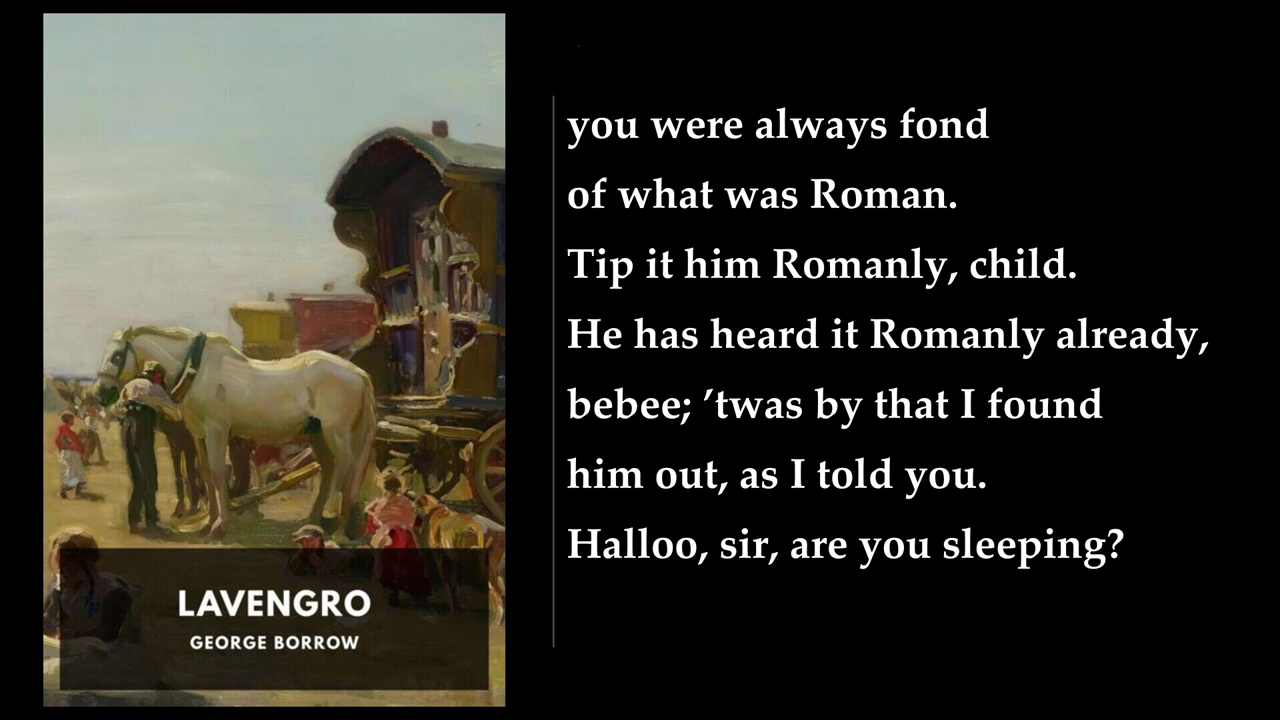 LAVENGRO
GEORGE BORROW
you were always fond
of what was Roman.
Tip it him Romanly, child.
He has heard it Romanly already,
bebee; ’twas by that I found
him out, as I told you.
Halloo, sir, are you sleeping?